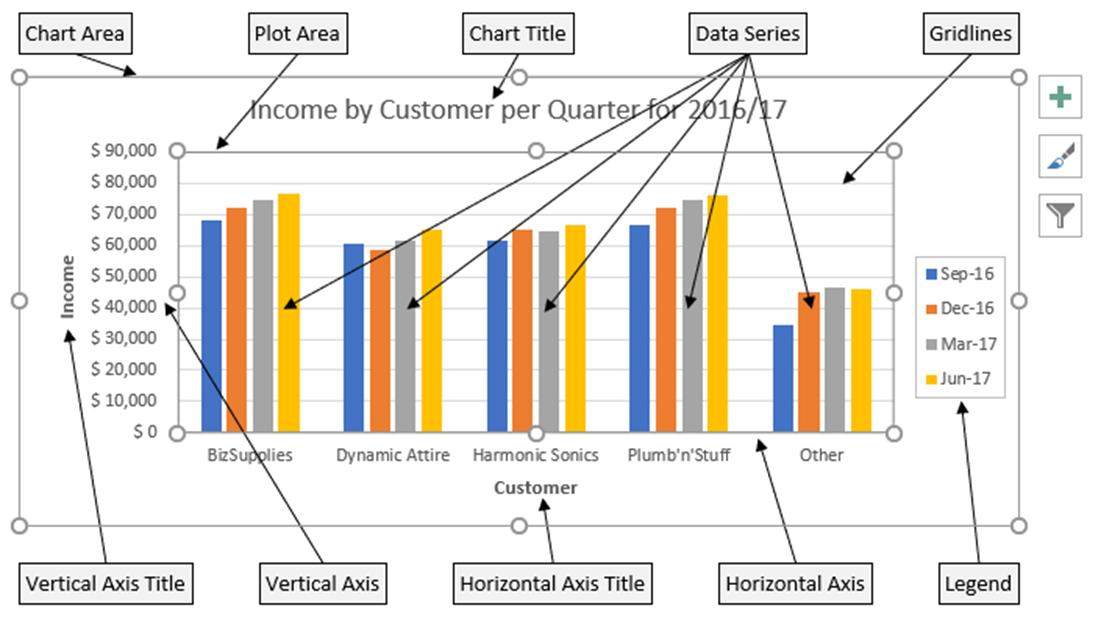 Chart Area
Plot Area
Chart Title
Data Series
Gridlines
Income by Customer per Quarter for 2016/17
$ 90,000
$ 80,000
$ 70,000
$ 60,000
$ 50,000
$ 40,000
$ 30,000
$ 20,000
$ 10,000
$ 0
Income
BizSupplies
Dynamic Attire
Harmonic Sonics
Plumb'n'Stuff
Other
Customer
Sep-16
Dec-16
Mar-17
Jun-17
Vertical Axis Title
Vertical Axis
Horizontal Axis Title
Horizontal Axis
Legend